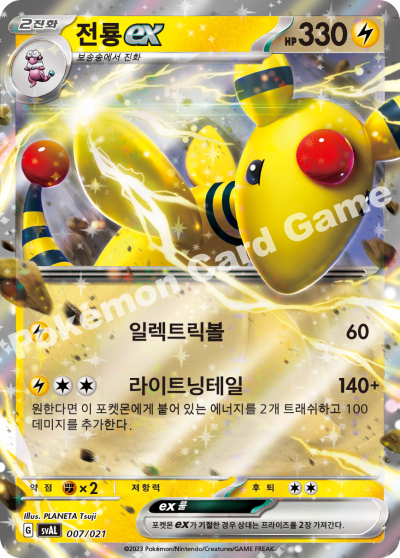 2진화
전룡 ex
HP 330
보송송에서 진화
Pokémon Card Game
일렉트릭볼 60
라이트닝테일 140+
원한다면 이 포켓몬에게 붙어 있는 에너지를 2개 트래쉬하고 100
데미지를 추가한다.
약점 ×2 저항력 후퇴
Illus. PLANETA Tsuji
G svAL 007/021
ex 룰
포켓몬 ex가 기절한 경우 상대는 프라이즈를 2장 가져간다.
©2023 Pokémon/Nintendo/Creatures/GAME FREAK.